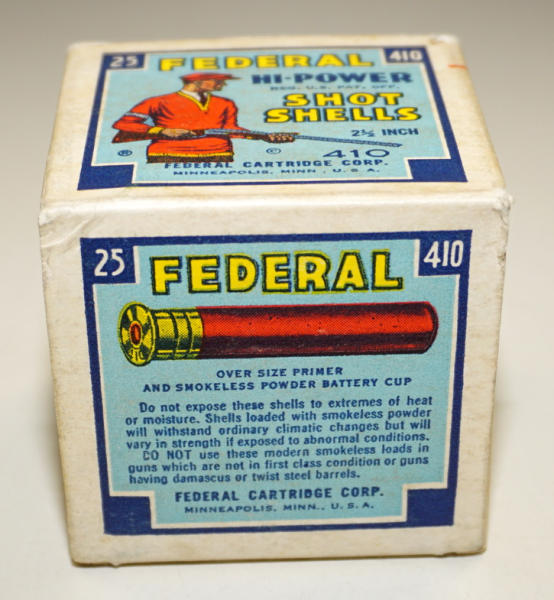 25 FEDERAL 410
HI-POWER
REG. U.S. PAT. OFF.
SHOT
SHELLS
2½ INCH
® © 410
FEDERAL CARTRIDGE CORP.
MINNEAPOLIS, MINN., U.S.A.
25 FEDERAL 410
410
OVER SIZE PRIMER
AND SMOKELESS POWDER BATTERY CUP
Do not expose these shells to extremes of heat
or moisture. Shells loaded with smokeless powder
will withstand ordinary climatic changes but will
vary in strength if exposed to abnormal conditions.
DO NOT use these modern smokeless loads in
guns which are not in first class condition or guns
having damascus or twist steel barrels.
FEDERAL CARTRIDGE CORP.
MINNEAPOLIS, MINN., U.S.A.